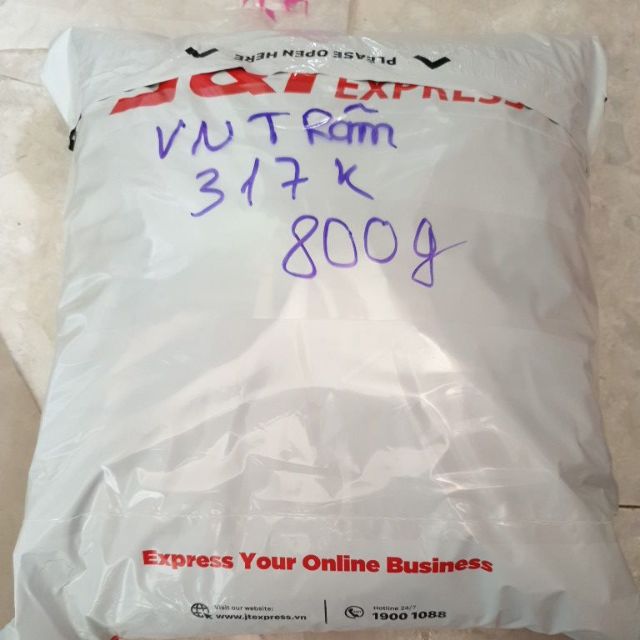 PLEASE OPEN HERE
J&T EXPRESS
VN T Râm
317 K
800g
Express Your Online Business
Visit our website:
www.jtexpress.vn
Hotline 24/7
1900 1088